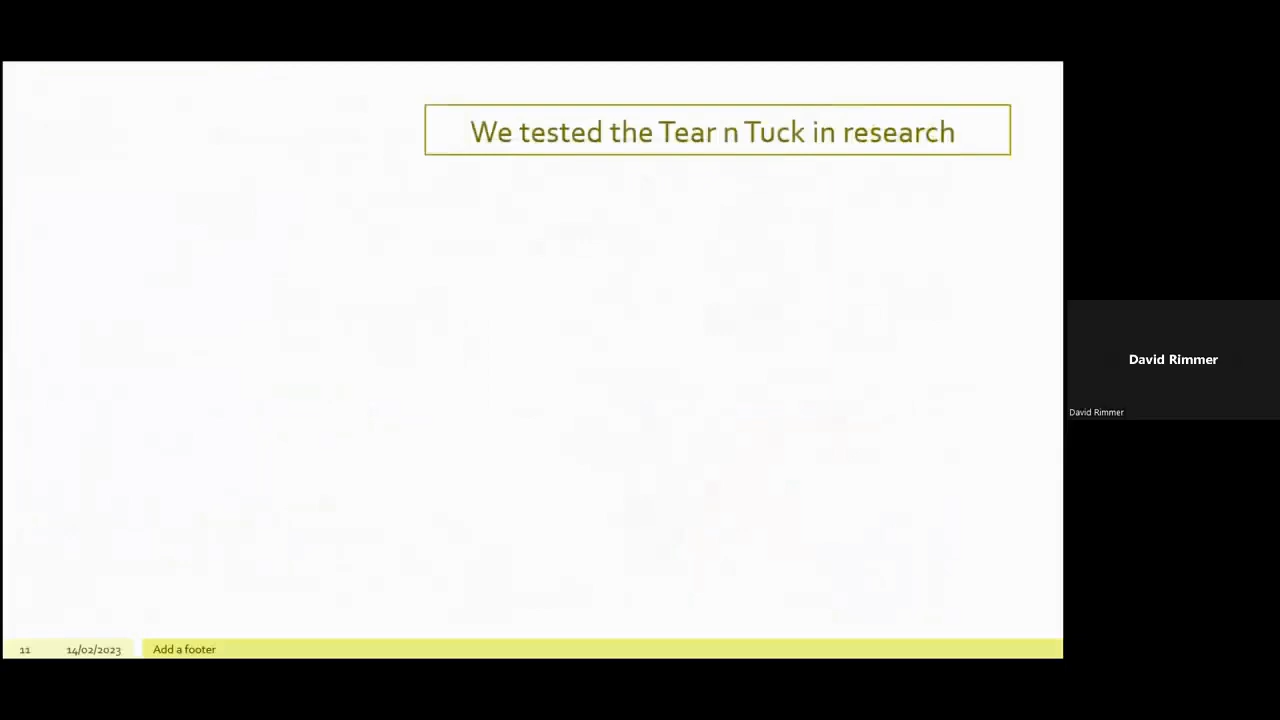 We tested the Tear n Tuck in research
David Rimmer
David Rimmer
11 14/02/2023 Add a footer